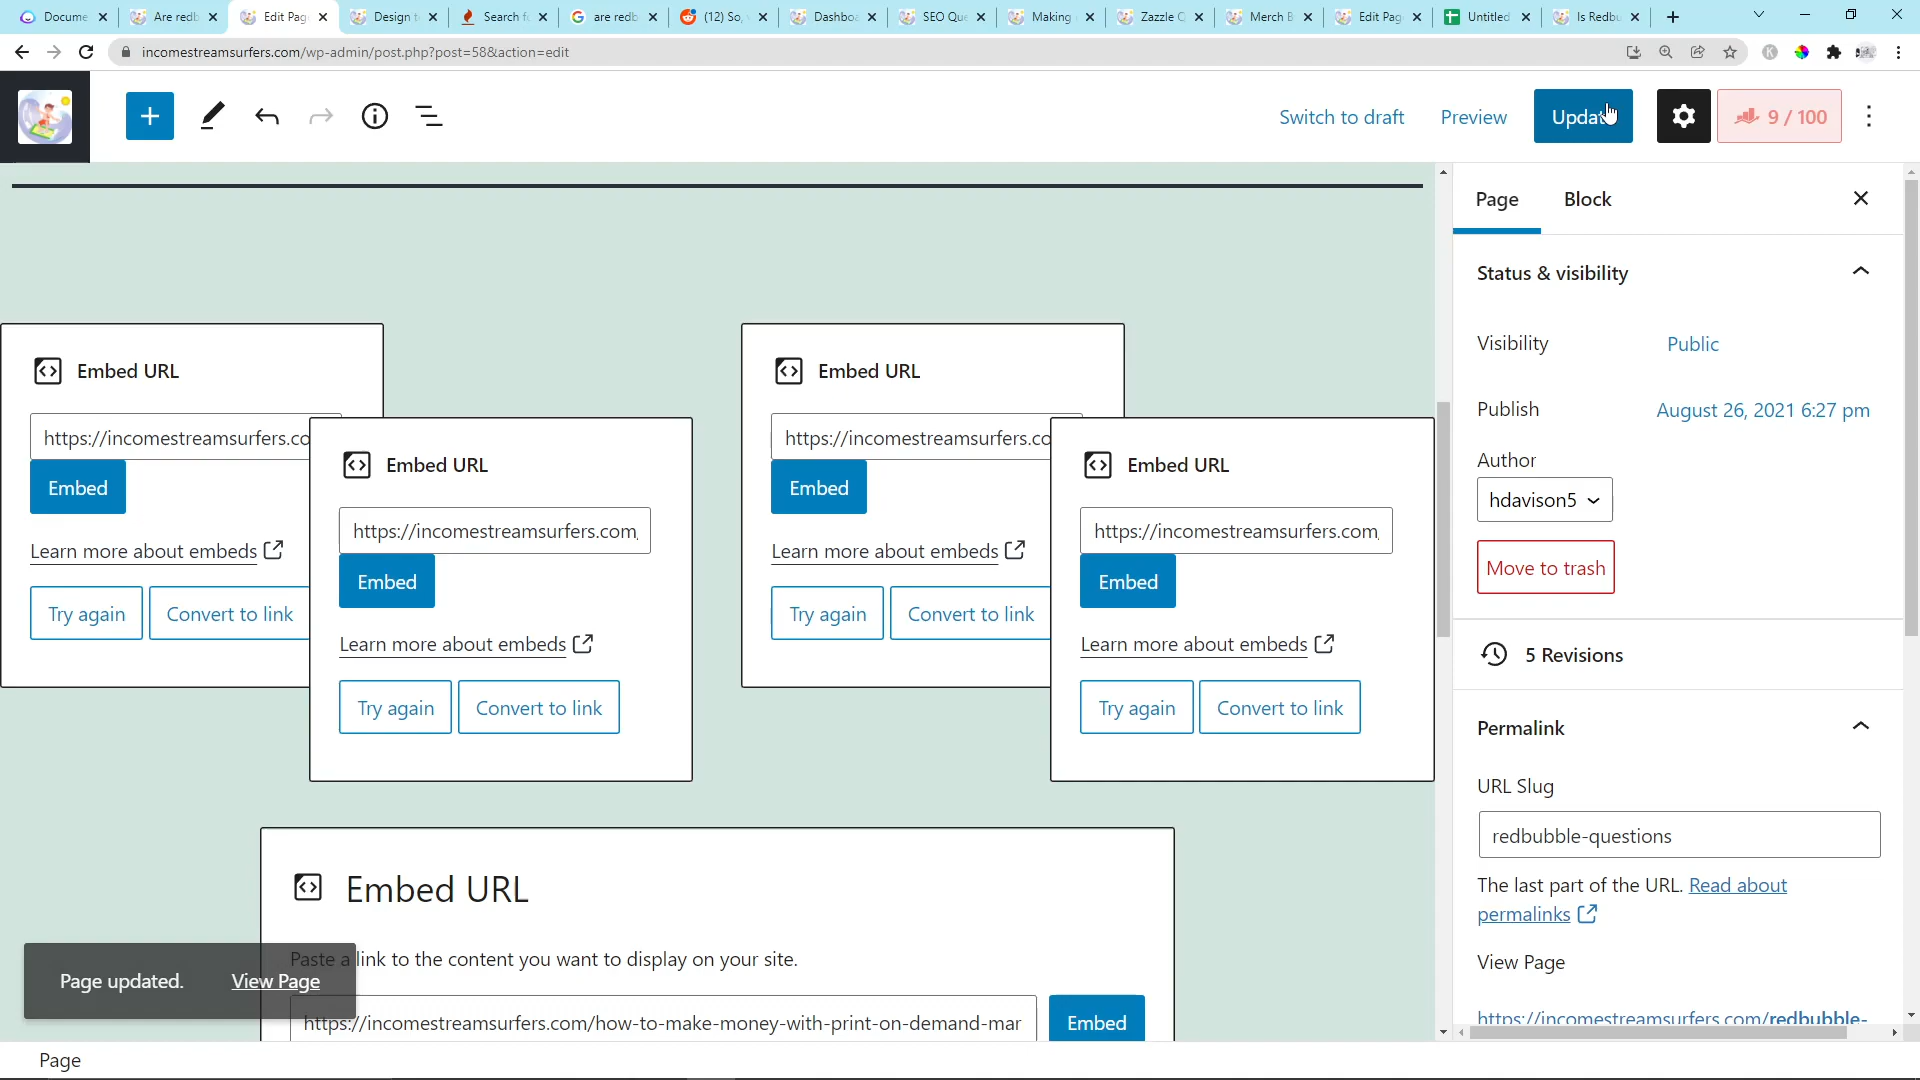 Docume
Are redb
Edit Pag
Design t
Search f
are redb
(12) So,
Dashbo
SEO Que
Making
Zazzle Q
Merch B
Edit Pag
Untitled
Is Redbu
incomestreamsurfers.com/wp-admin/post.php?post=58&action=edit
Switch to draft
Preview
Update
9 / 100
Page
Block
Status & visibility
Visibility
Public
Publish
August 26, 2021 6:27 pm
Author
hdavison5
Move to trash
5 Revisions
Permalink
URL Slug
redbubble-questions
The last part of the URL. Read about
permalinks
View Page
https://incomestreamsurfers.com/redbubble-
Embed URL
https://incomestreamsurfers.co
Embed
Learn more about embeds
Try again
Convert to link
Embed URL
https://incomestreamsurfers.com,
Embed
Learn more about embeds
Try again
Convert to link
Embed URL
https://incomestreamsurfers.co
Embed
Learn more about embeds
Try again
Convert to link
Embed URL
https://incomestreamsurfers.com,
Embed
Learn more about embeds
Try again
Convert to link
Embed URL
Paste a link to the content you want to display on your site.
https://incomestreamsurfers.com/how-to-make-money-with-print-on-demand-mar
Embed
Page updated.
View Page
Page